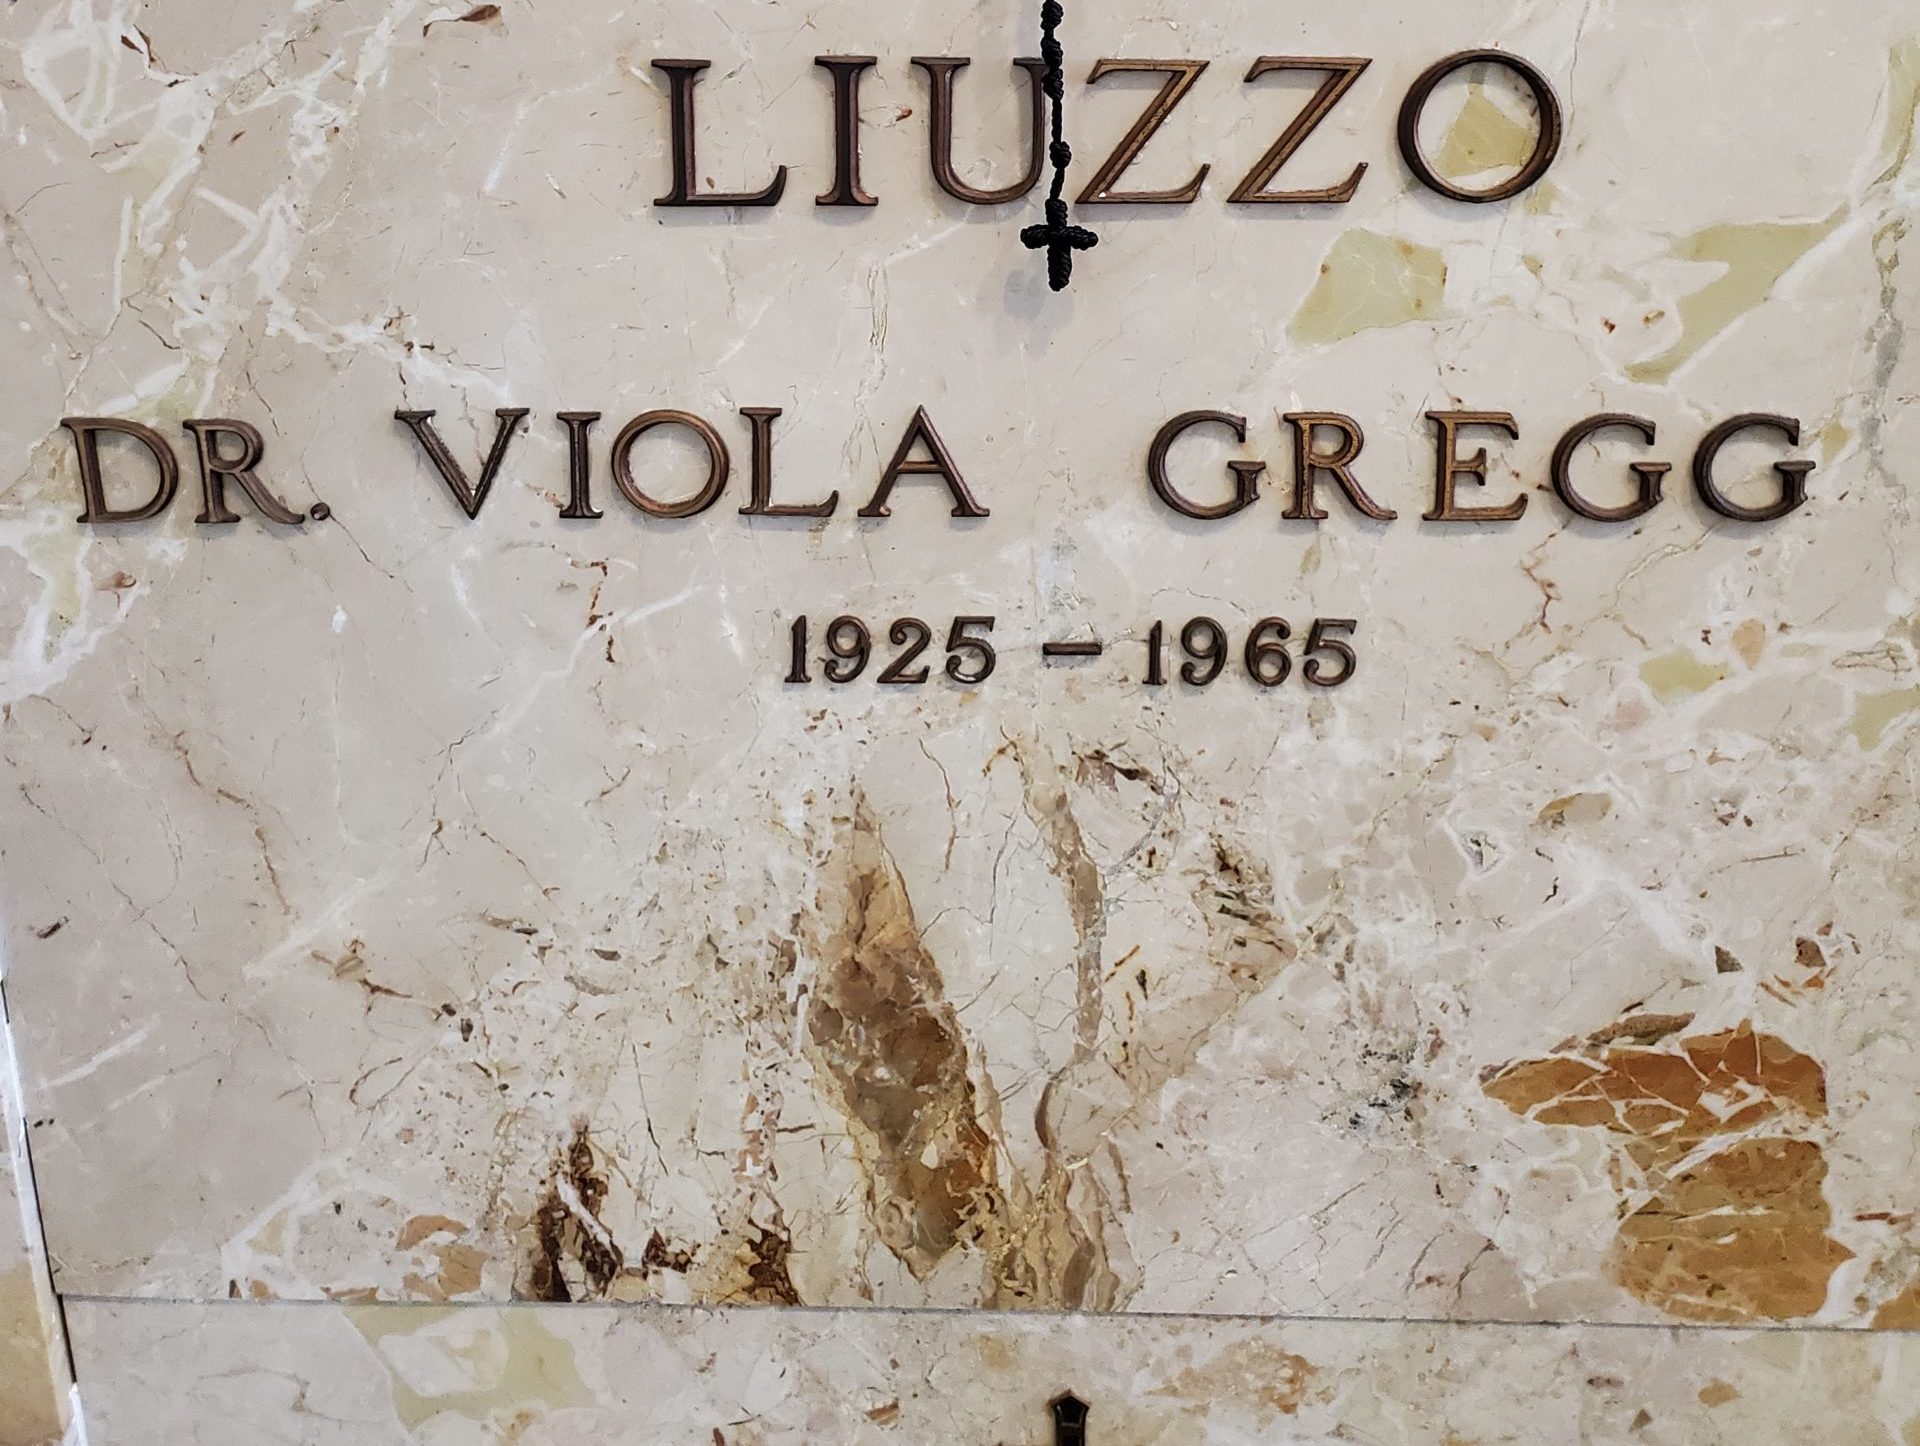 LIUZZO
DR. VIOLA GREGG
1925 – 1965